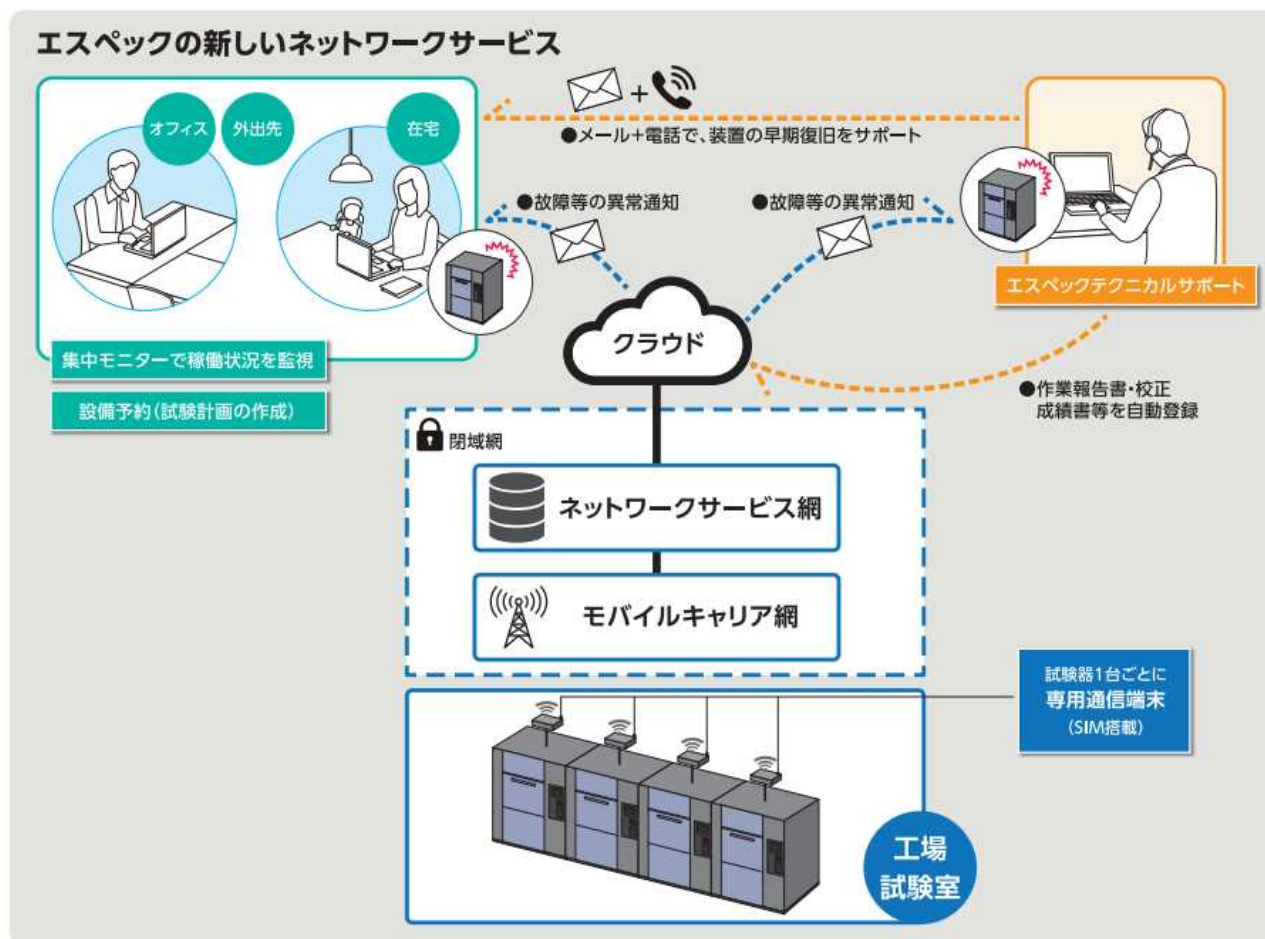 エスペックの新しいネットワークサービス
オフィス
外出先
在宅
+
●メール+電話で、装置の早期復旧をサポート
●故障等の異常通知
●故障等の異常通知
エスペックテクニカルサポート
集中モニターで稼働状況を監視
設備予約(試験計画の作成)
クラウド
●作業報告書・校正
成績書等を自動登録
閉域網
ネットワークサービス網
モバイルキャリア網
試験器1台ごとに
専用通信端末
(SIM搭載)
工場
試験室